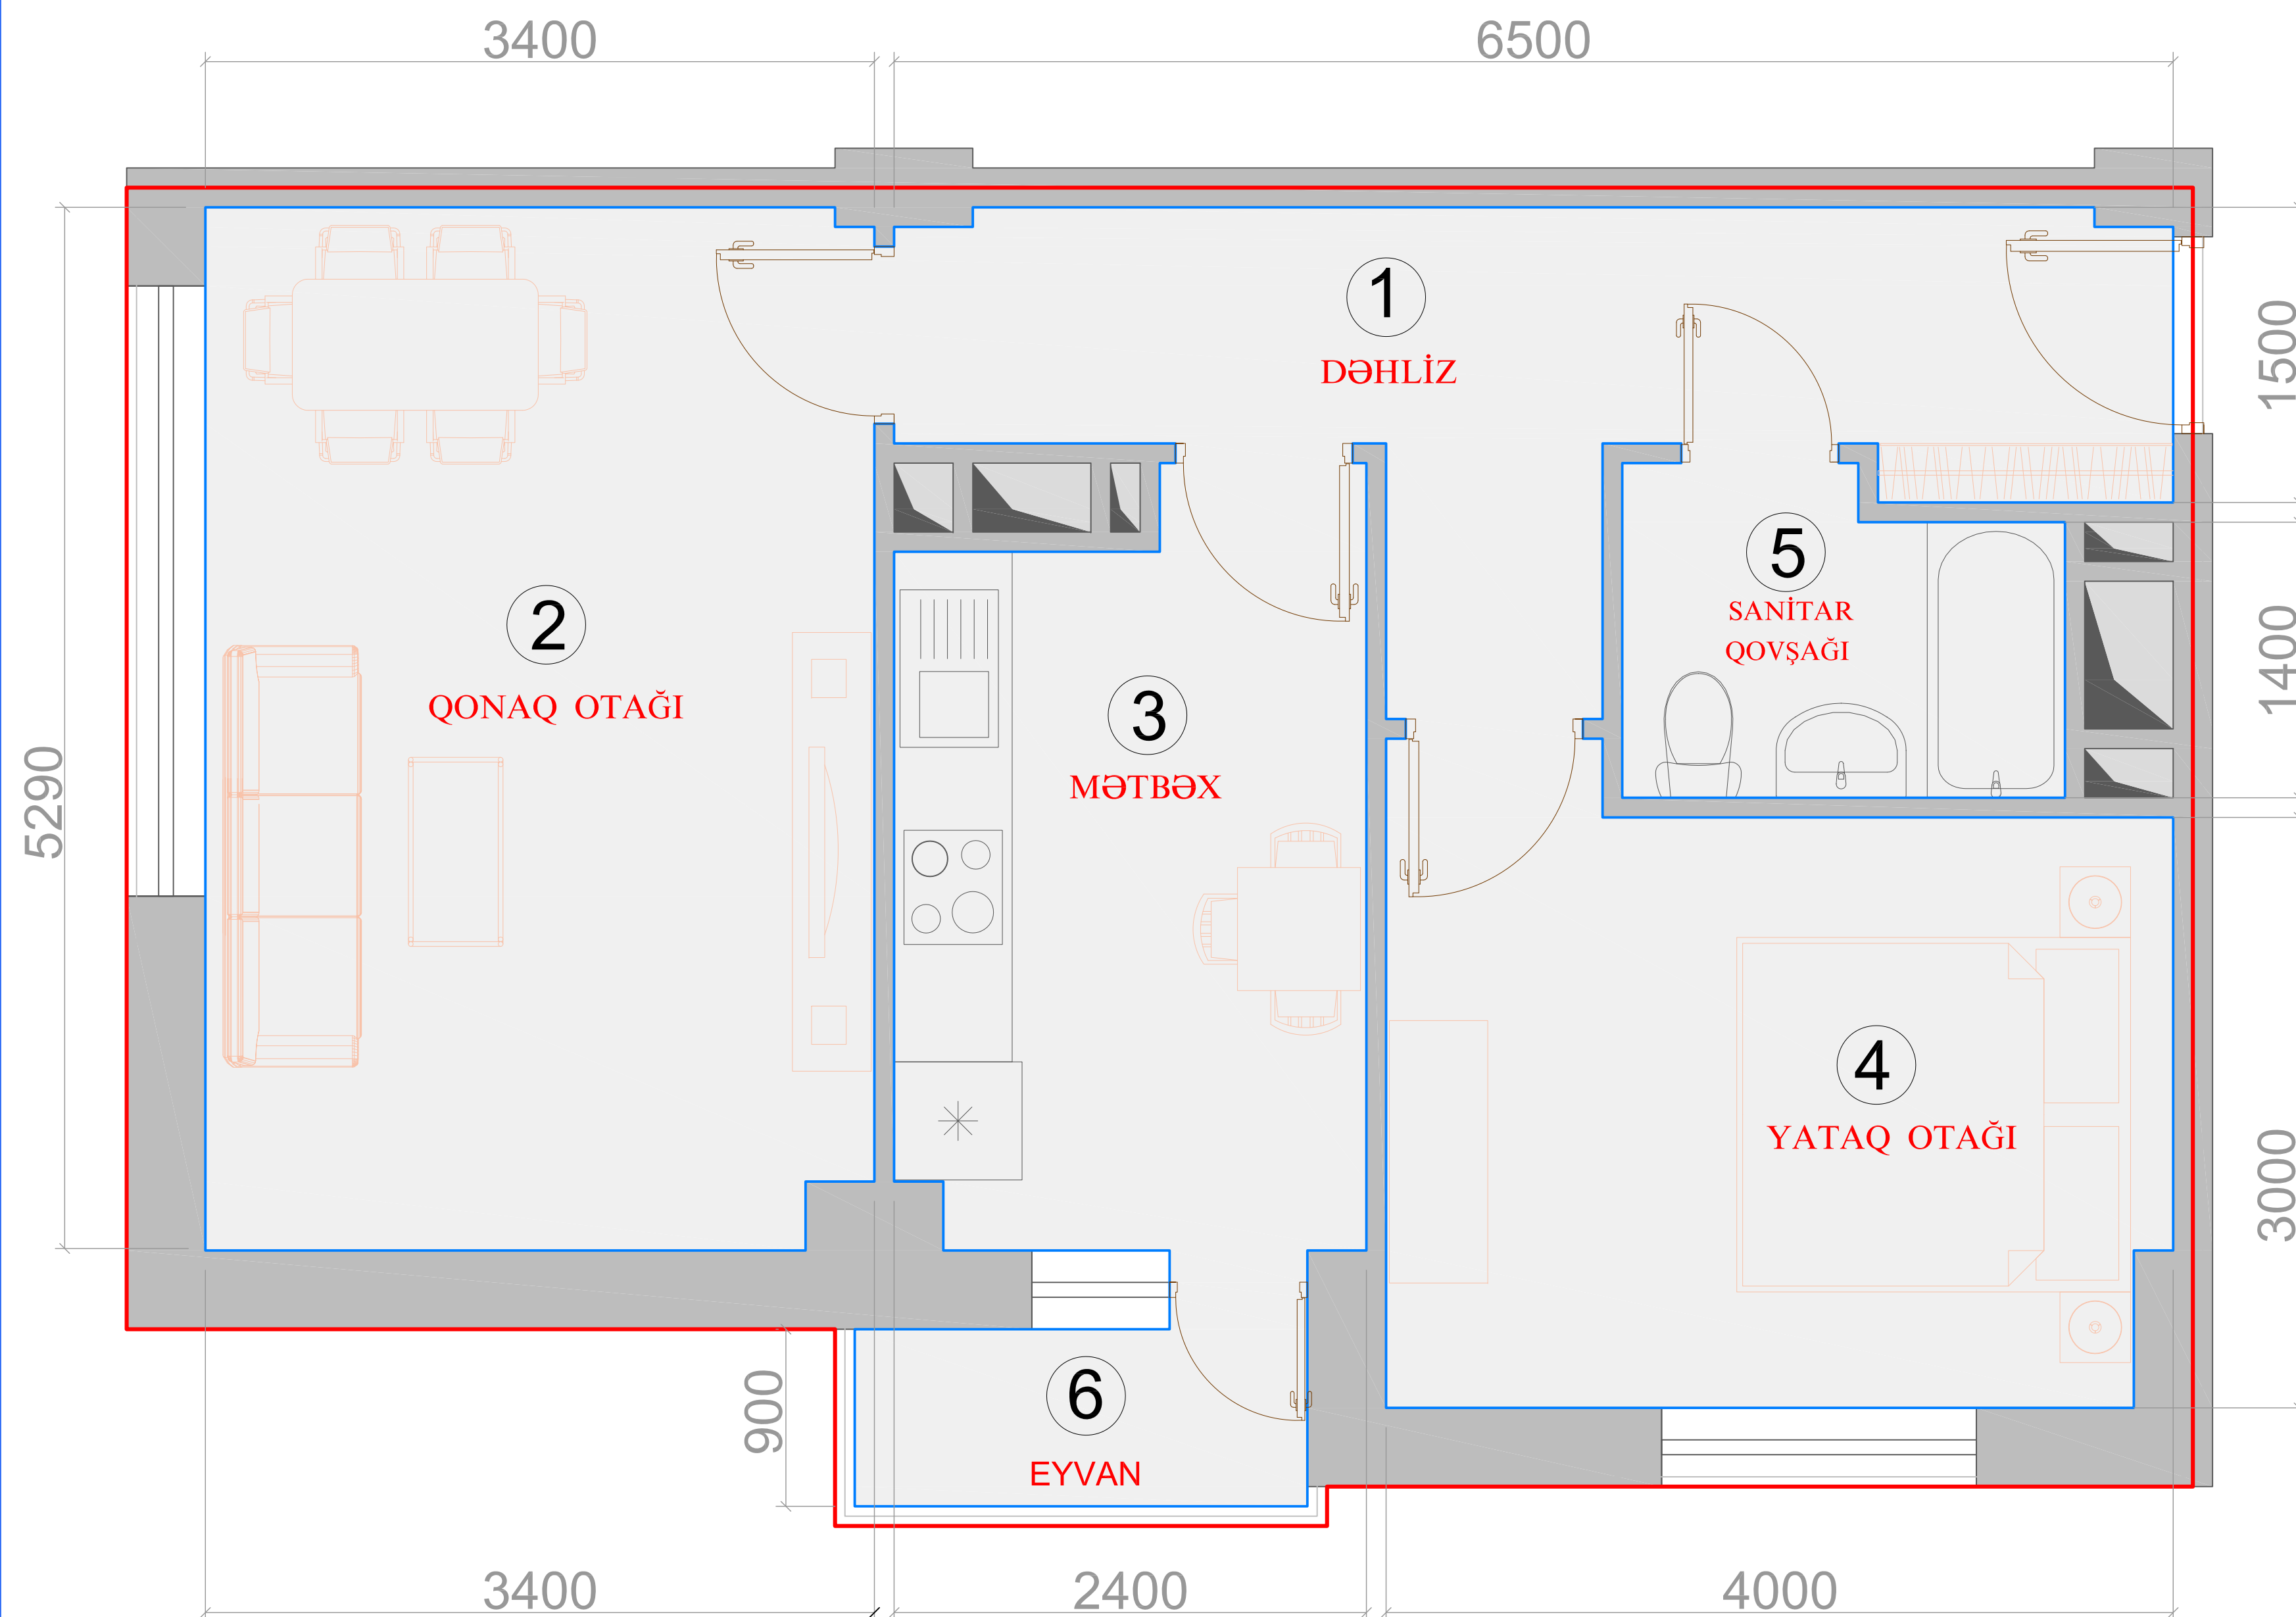 3400
6500
1
DƏHLİZ
1500
2
QONAQ OTAĞI
5
SANİTAR
QOVŞAĞI
1400
3
MƏTBƏX
5290
4
YATAQ OTAĞI
3000
6
EYVAN
900
3400
2400
4000